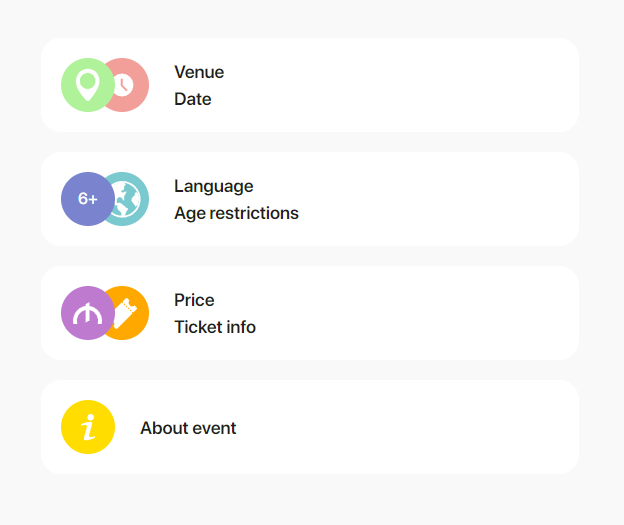 Venue
Date
6+
Language
Age restrictions
Price
Ticket info
About event